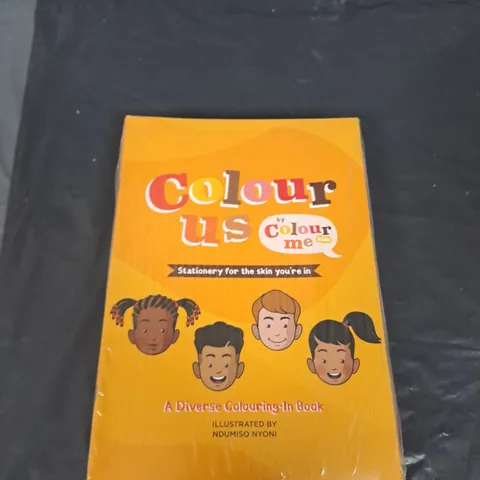 Colour
us
by
Colour
me
KIDS
Stationery for the skin you're in
A Diverse Colouring-In Book
ILLUSTRATED BY
NDUMISO NYONI